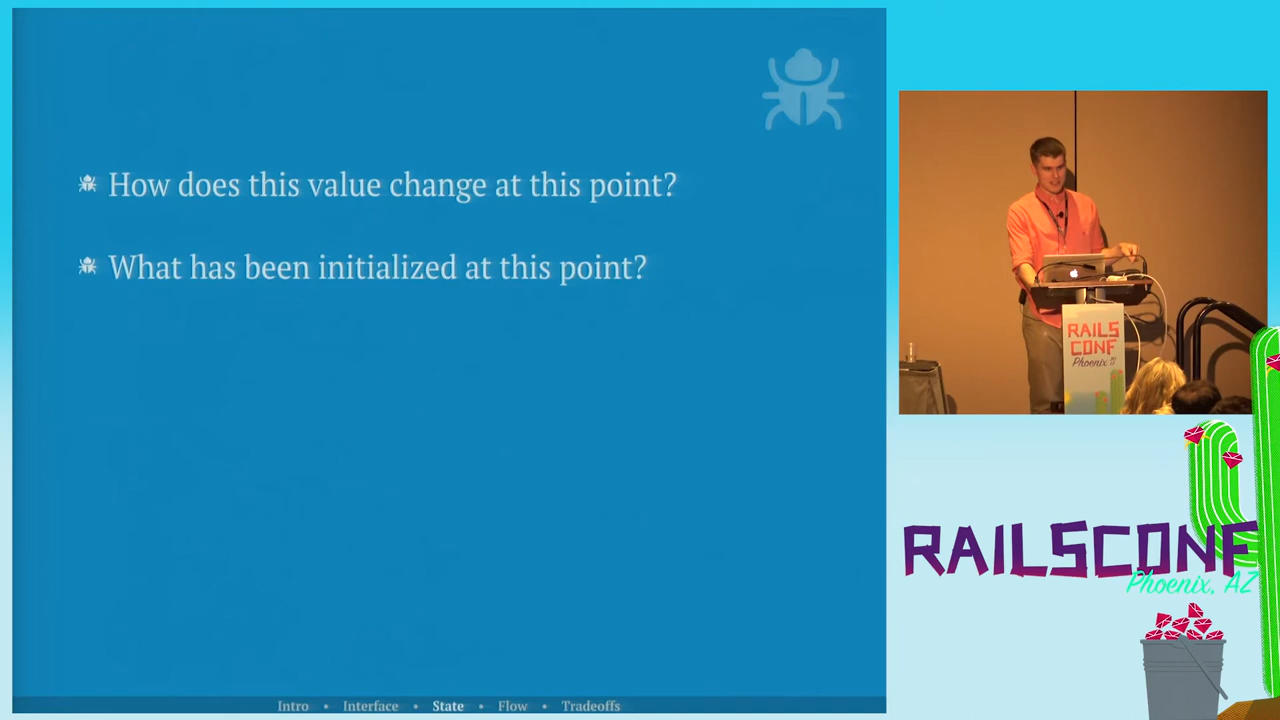 How does this value change at this point?
What has been initialized at this point?
Intro • Interface • State • Flow • Tradeoffs
RAILS
CONF
Phoenix AZ
RAILSCONF
Phoenix, AZ